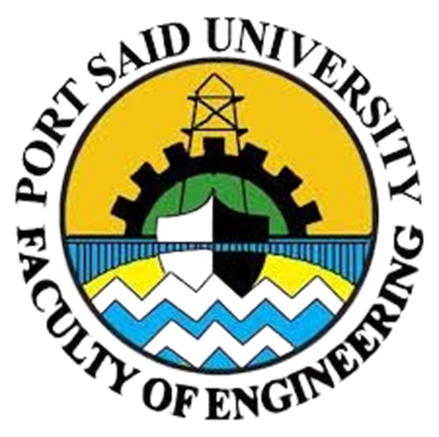 PORT SAID UNIVERSITY
FACULTY OF ENGINEERING